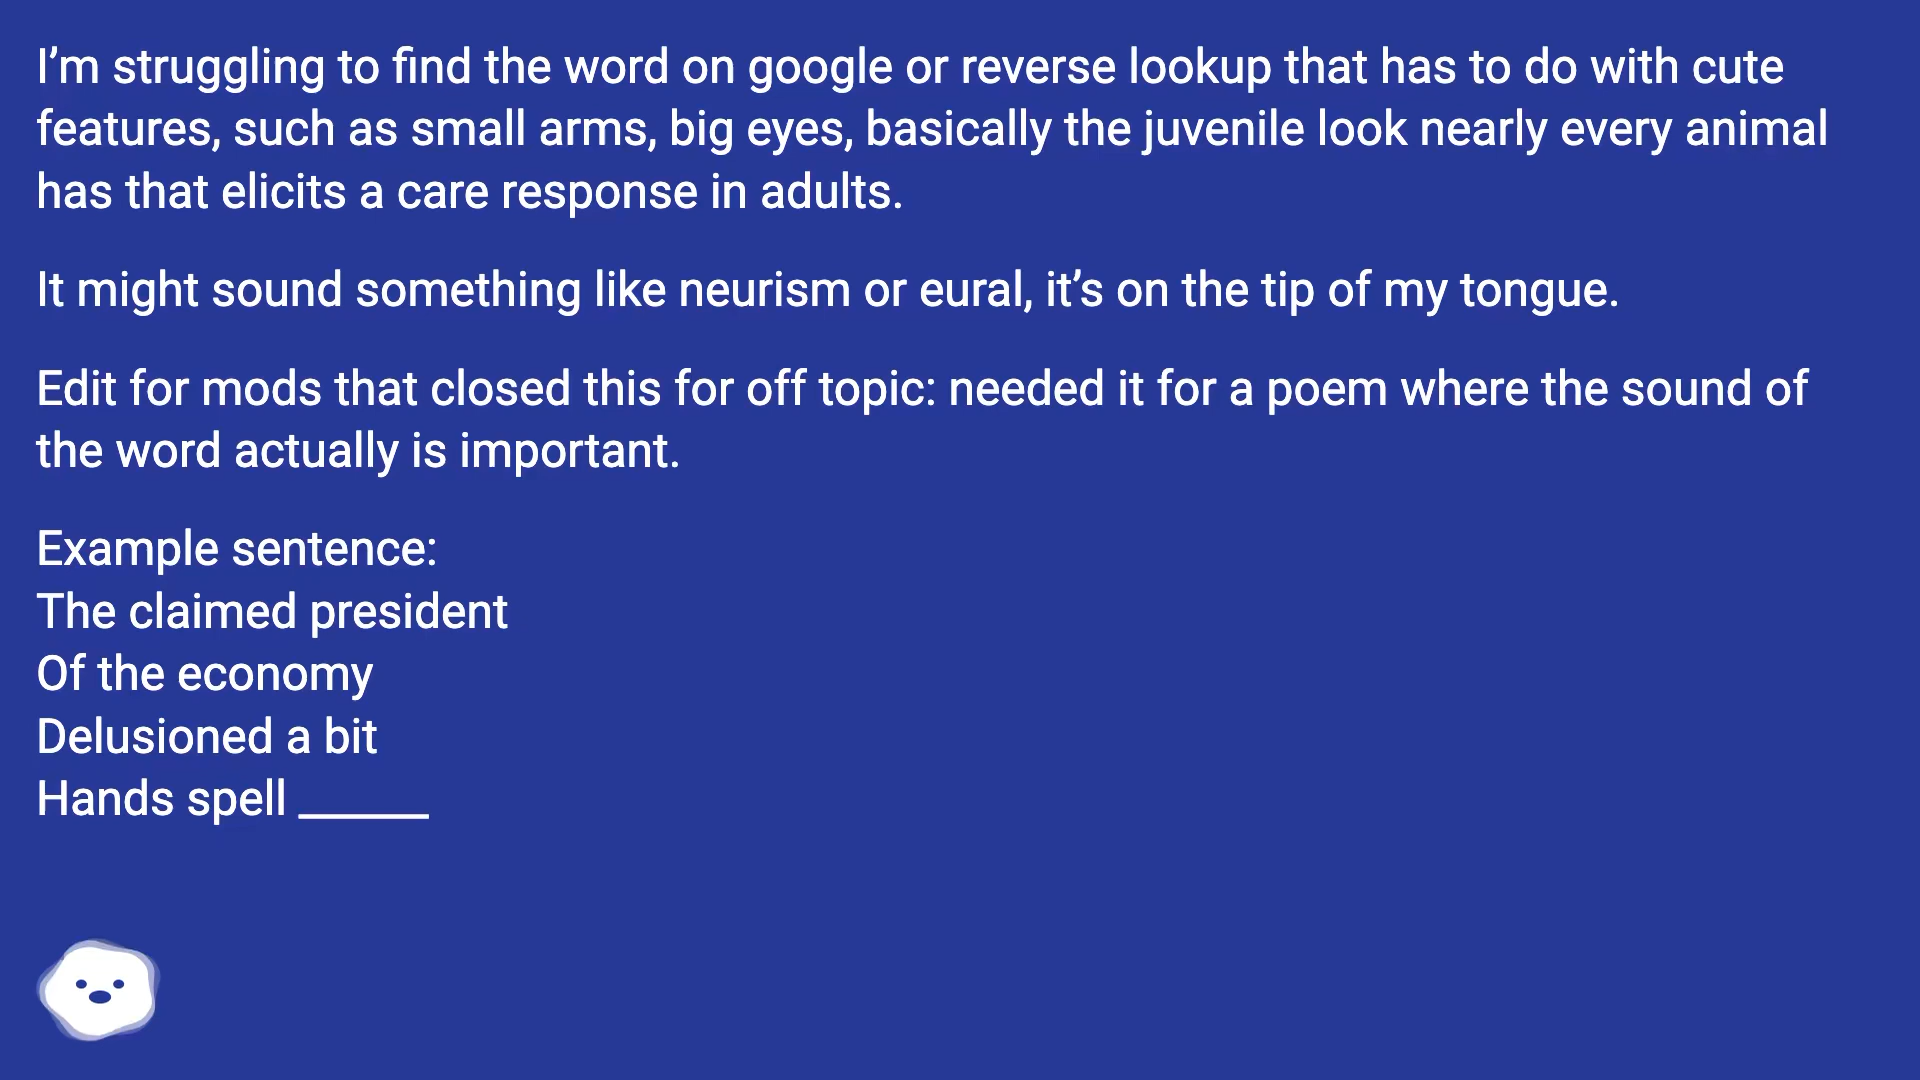 I’m struggling to find the word on google or reverse lookup that has to do with cute
features, such as small arms, big eyes, basically the juvenile look nearly every animal
has that elicits a care response in adults.
It might sound something like neurism or eural, it’s on the tip of my tongue.
Edit for mods that closed this for off topic: needed it for a poem where the sound of
the word actually is important.
Example sentence:
The claimed president
Of the economy
Delusioned a bit
Hands spell ______